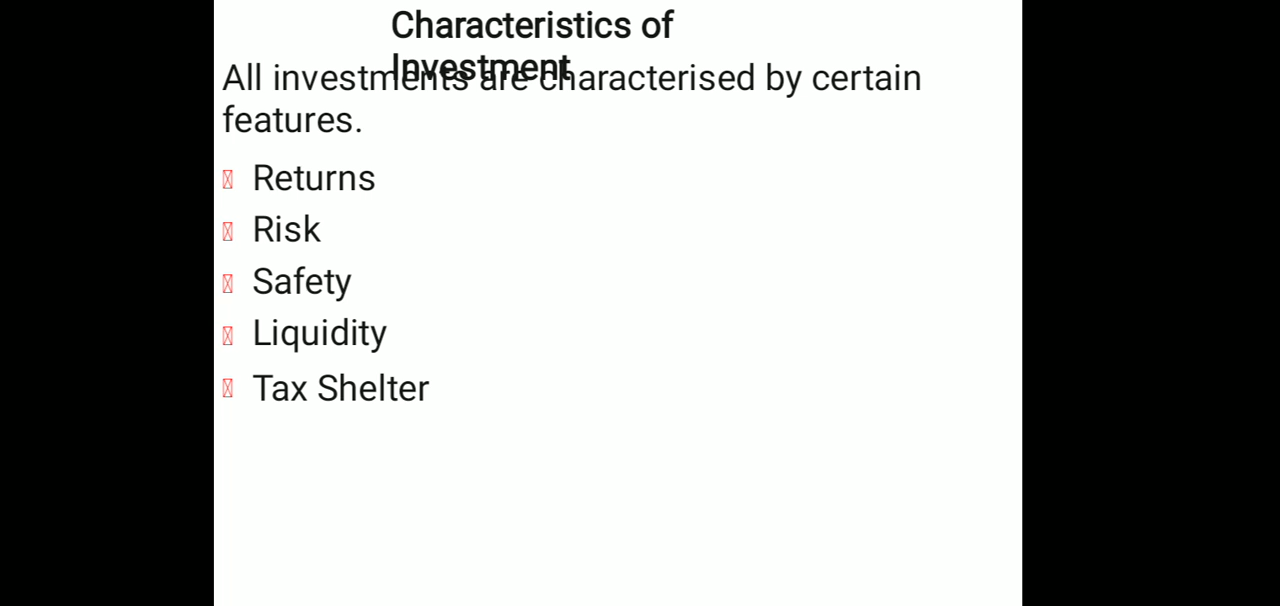 Characteristics of
Investment
All investments are characterised by certain
features.
Returns
Risk
Safety
Liquidity
Tax Shelter